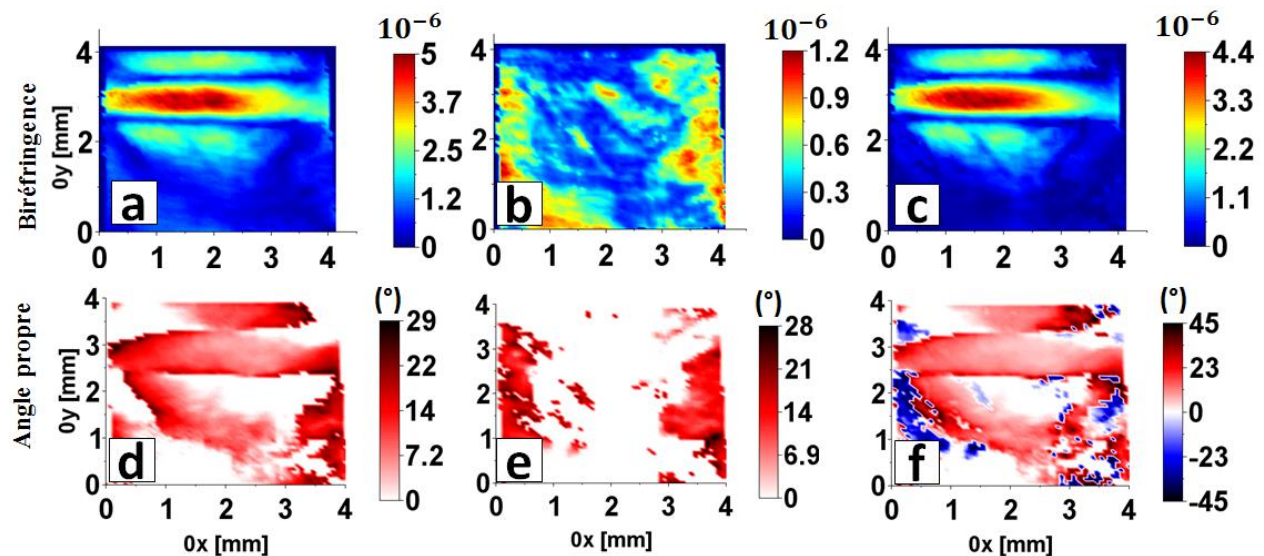 10⁻⁶ 10⁻⁶ 10⁻⁶
Biréfringence
0y [mm]
4
2
0
0 1 2 3 4
a
5
3.7
2.5
1.2
0
4
2
0
0 1 2 3 4
b
1.2
0.9
0.6
0.3
0
4
2
0
0 1 2 3 4
c
4.4
3.3
2.2
1.1
0
Angle propre
0y [mm]
4
3
2
1
0
0 1 2 3 4
0x [mm]
d
(°)
29
22
14
7.2
0
4
3
2
1
0
0 1 2 3 4
0x [mm]
e
(°)
28
21
14
6.9
0
4
3
2
1
0
0 1 2 3 4
0x [mm]
f
(°)
45
23
0
-23
-45